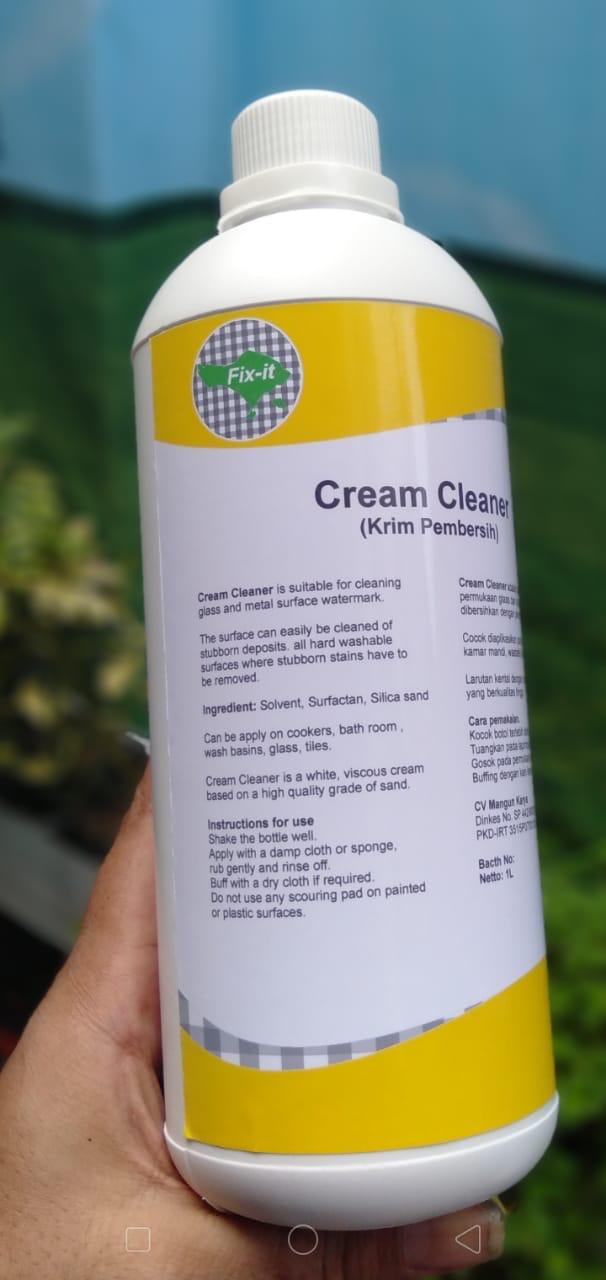 Fix-it
Cream Cleaner
(Krim Pembersih)
Cream Cleaner is suitable for cleaning
glass and metal surface watermark.
The surface can easily be cleaned of
stubborn deposits. all hard washable
surfaces where stubborn stains have to
be removed.
Ingredient: Solvent, Surfactan, Silica sand
Can be apply on cookers, bath room ,
wash basins, glass, tiles.
Cream Cleaner is a white, viscous cream
based on a high quality grade of sand.
Instructions for use
Shake the bottle well.
Apply with a damp cloth or sponge,
rub gently and rinse off.
Buff with a dry cloth if required.
Do not use any scouring pad on painted
or plastic surfaces.
Cream Cleaner
permukaan glass
dibersihkan dengan
Cocok diaplikasikan
kamar mandi,
Larutan kental
yang berkualitas
Cara pemakaian
Kocok botol
Tuangkan pada
Gosok pada
Buffing dengan
CV Mangun Karya
Dinkes No. SP
PKD-IRT
Bacth No:
Netto: 1L